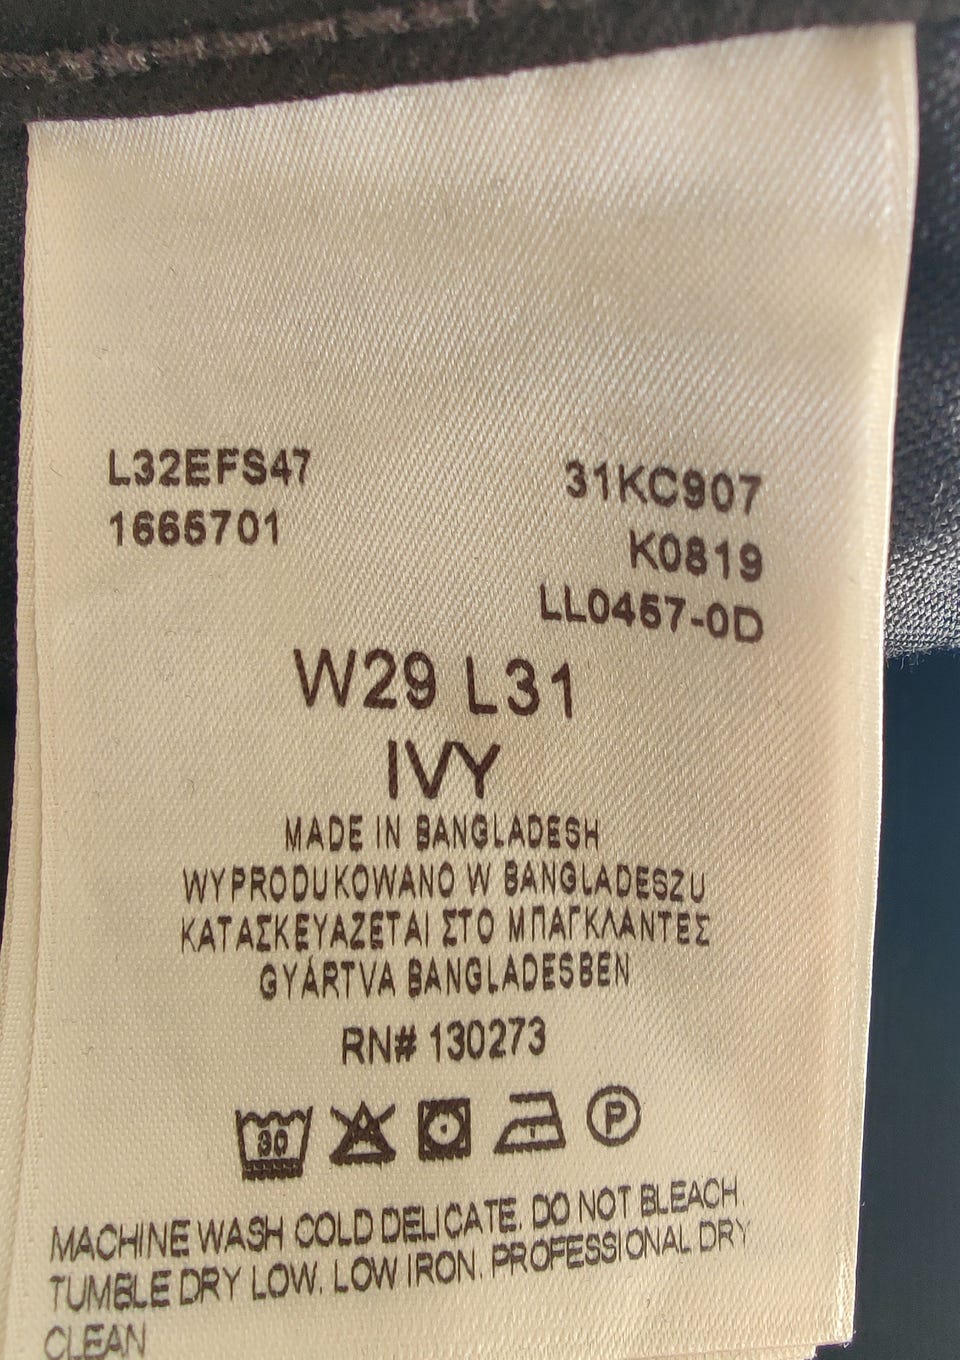 L32EFS47
1665701
31KC907
K0819
LL0457-0D
W29 L31
IVY
MADE IN BANGLADESH
WYPRODUKOWANO W BANGLADESZU
ΚΑΤΑΣΚΕΥΑΖΕΤΑΙ ΣΤΟ ΜΠΑΓΚΛΑΝΤΕΣ
GYÁRTVA BANGLADESBEN
RN# 130273
30
P
MACHINE WASH COLD DELICATE. DO NOT BLEACH.
TUMBLE DRY LOW. LOW IRON. PROFESSIONAL DRY
CLEAN